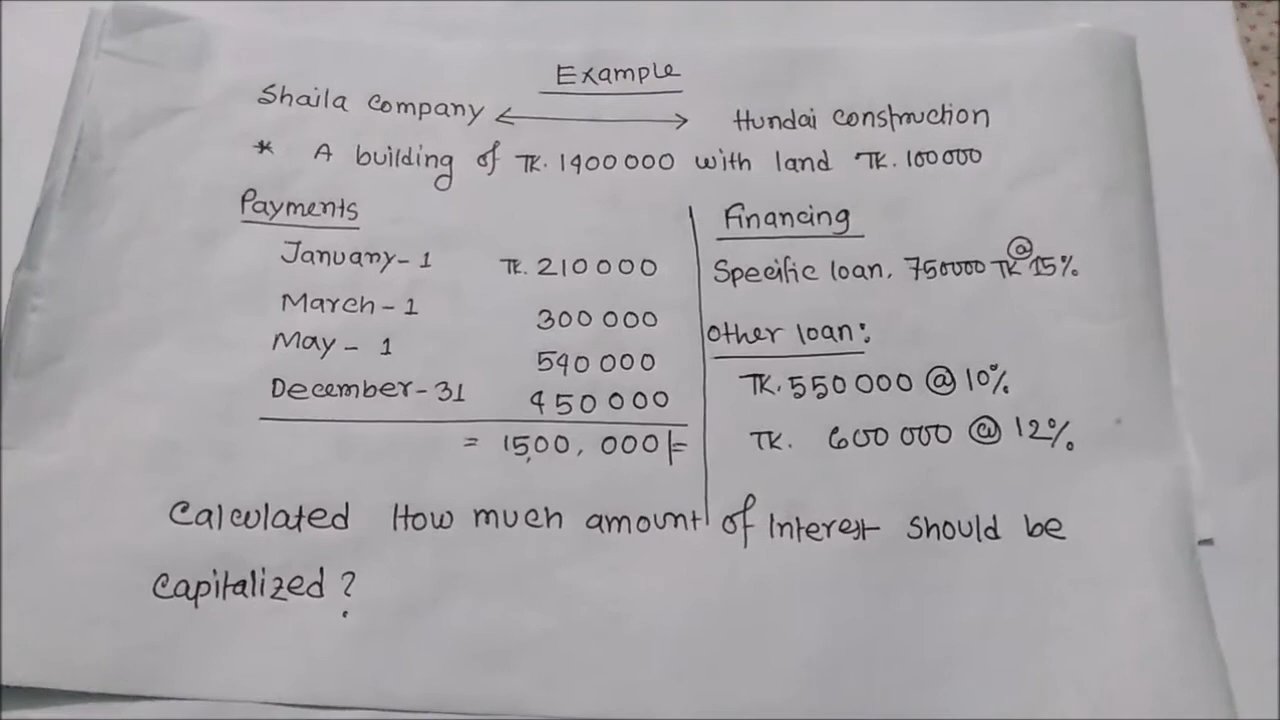 Example
Shaila company ⟷ Hundai construction
* A building of TK. 1400000 with land TK. 100000
Payments
January - 1 TK. 210000
March - 1 300000
May - 1 540000
December - 31 450000
= 15,00,000/=
Financing
Specific loan, 750000 TK @ 15%
Other loan:
TK. 550000 @ 10%
TK. 600000 @ 12%
Calculated How much amount of Interest should be
capitalized?